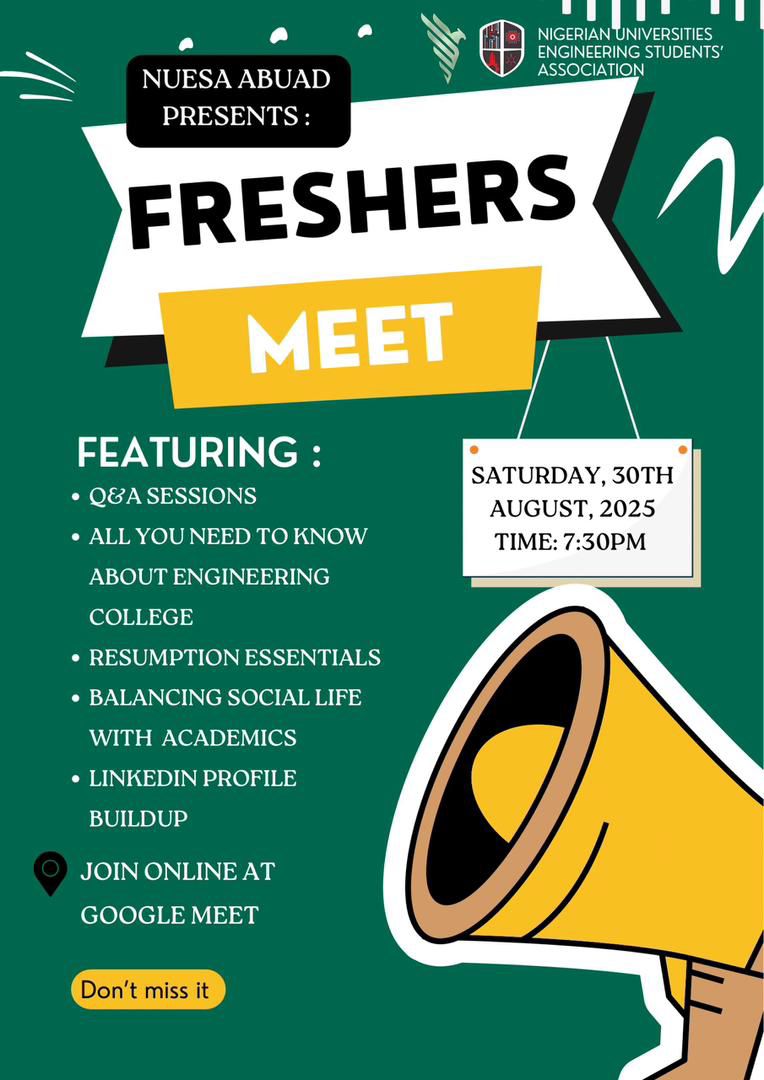 NIGERIAN UNIVERSITIES
ENGINEERING STUDENTS'
ASSOCIATION
NUESA ABUAD
PRESENTS :
FRESHERS
MEET
FEATURING :
• Q&A SESSIONS
• ALL YOU NEED TO KNOW
ABOUT ENGINEERING
COLLEGE
• RESUMPTION ESSENTIALS
• BALANCING SOCIAL LIFE
WITH ACADEMICS
• LINKEDIN PROFILE
BUILDUP
SATURDAY, 30TH
AUGUST, 2025
TIME: 7:30PM
JOIN ONLINE AT
GOOGLE MEET
Don't miss it